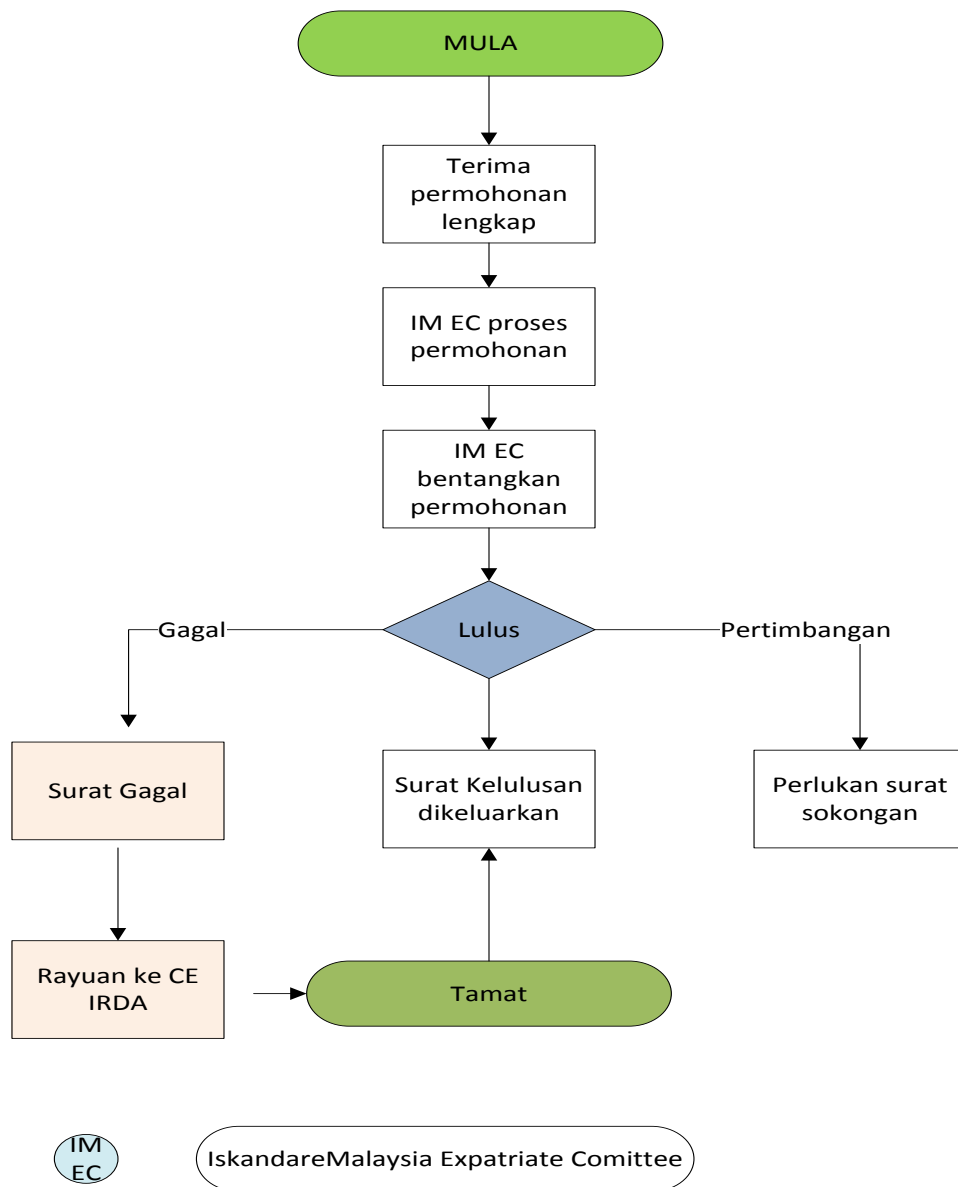 MULA
Terima
permohonan
lengkap
IM EC proses
permohonan
IM EC
bentangkan
permohonan
Gagal
Lulus
Pertimbangan
Surat Gagal
Surat Kelulusan
dikeluarkan
Perlukan surat
sokongan
Rayuan ke CE
IRDA
Tamat
IM
EC
IskandareMalaysia Expatriate Comittee